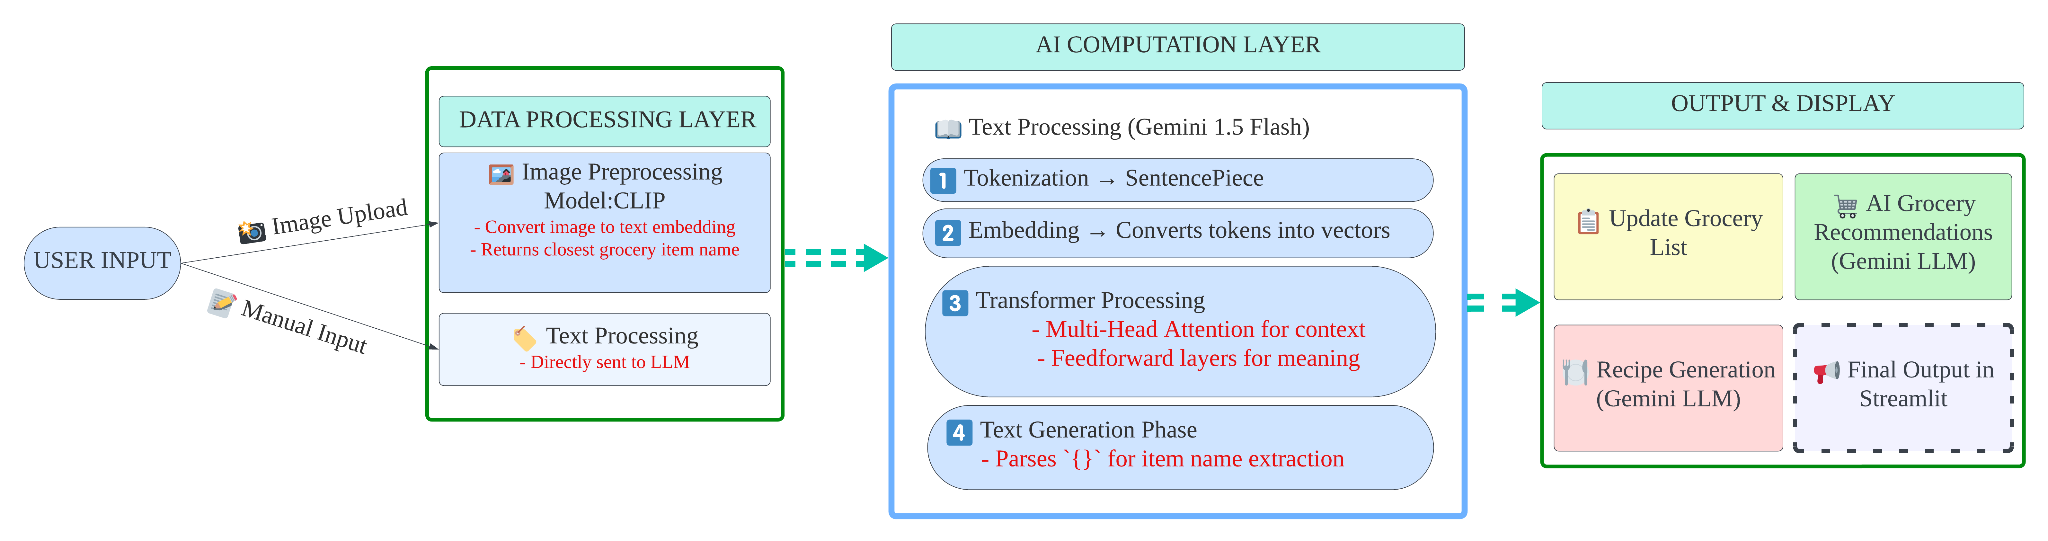 USER INPUT
Image Upload
Manual Input
DATA PROCESSING LAYER
Image Preprocessing
Model:CLIP
- Convert image to text embedding
- Returns closest grocery item name
Text Processing
- Directly sent to LLM
AI COMPUTATION LAYER
Text Processing (Gemini 1.5 Flash)
1 Tokenization → SentencePiece
2 Embedding → Converts tokens into vectors
3 Transformer Processing
- Multi-Head Attention for context
- Feedforward layers for meaning
4 Text Generation Phase
- Parses `{}` for item name extraction
OUTPUT & DISPLAY
Update Grocery
List
AI Grocery
Recommendations
(Gemini LLM)
Recipe Generation
(Gemini LLM)
Final Output in
Streamlit